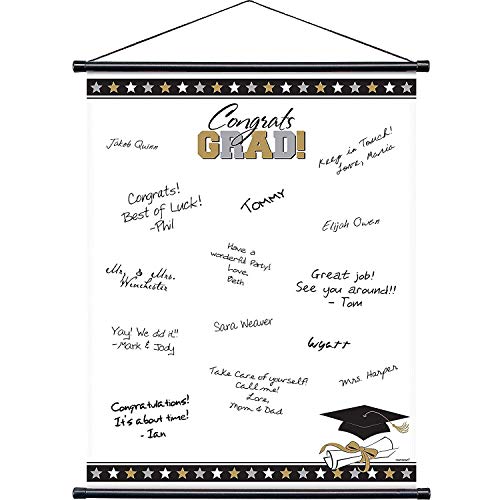 Congrats
GRAD!
Jakob Quinn
Keep in Touch!
Love, Maria
Congrats!
Best of Luck!
-Phil
TOMMY
Elijah Owen
Have a
wonderful Party!
Love,
Beth
Mr. & Mrs.
Winchester
Great job!
See you around!!
- Tom
Yay! We did it!!
- Mark & Jody
Sara Weaver
Wyatt
Take Care of yourself!
Call me!
Love,
Mom & Dad
Mrs. Harper
Congratulations!
It's about time!
- Ian